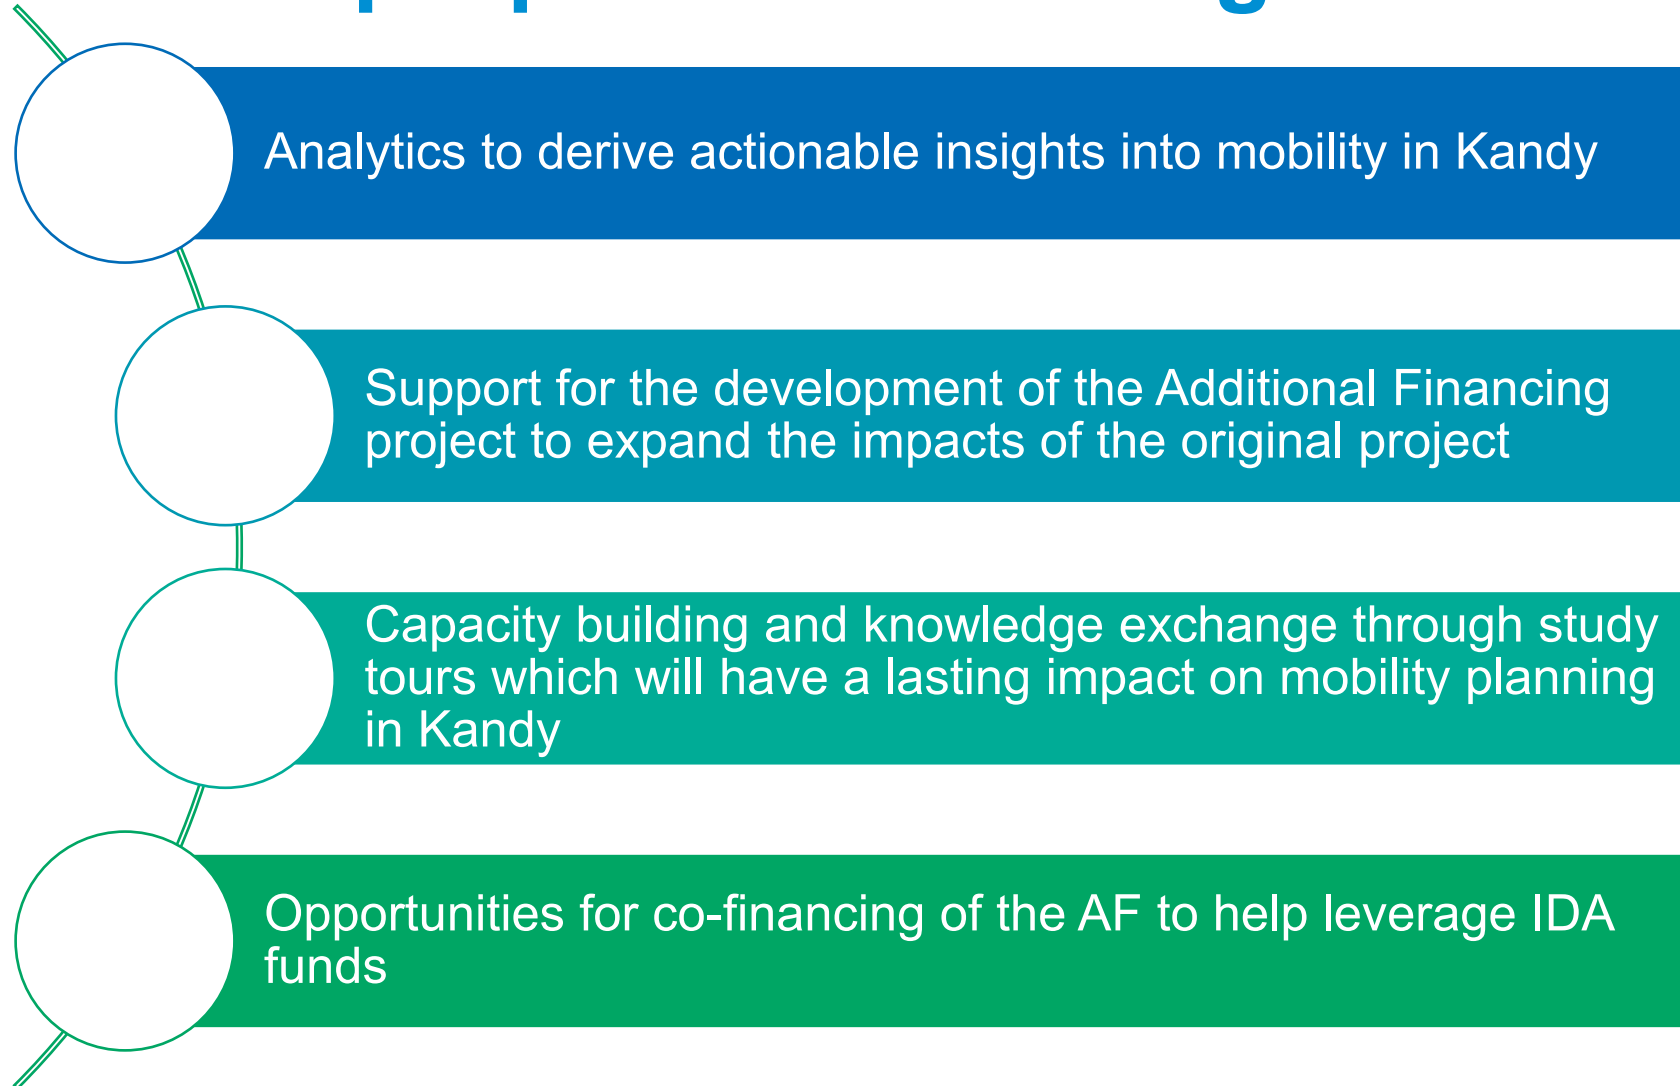 Analytics to derive actionable insights into mobility in Kandy
Support for the development of the Additional Financing
project to expand the impacts of the original project
Capacity building and knowledge exchange through study
tours which will have a lasting impact on mobility planning
in Kandy
Opportunities for co-financing of the AF to help leverage IDA
funds